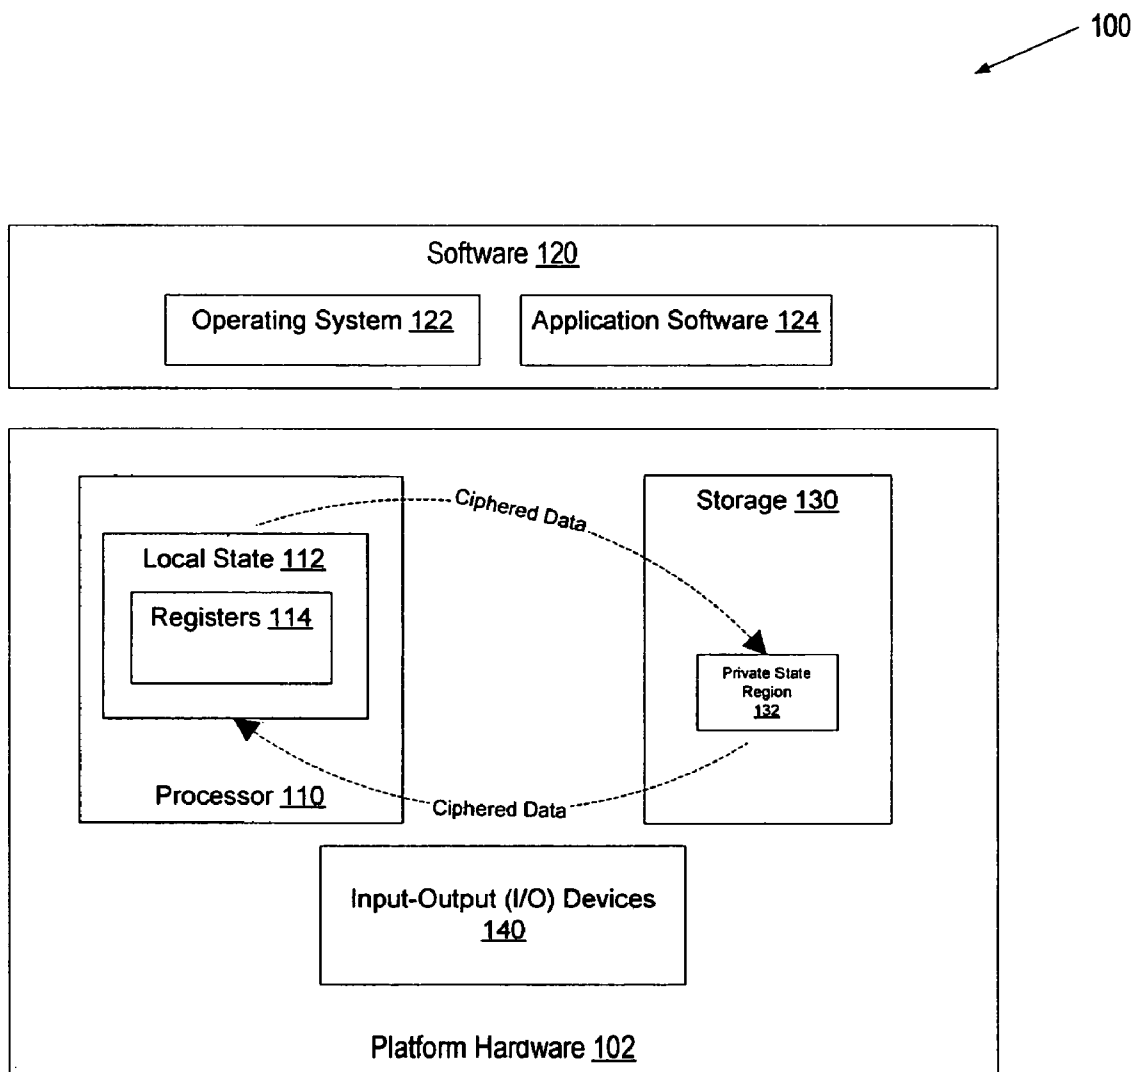 100
Software 120
Operating System 122
Application Software 124
Ciphered Data
Storage 130
Local State 112
Registers 114
Private State
Region
132
Processor 110
Ciphered Data
Input-Output (I/O) Devices
140
Platform Hardware 102